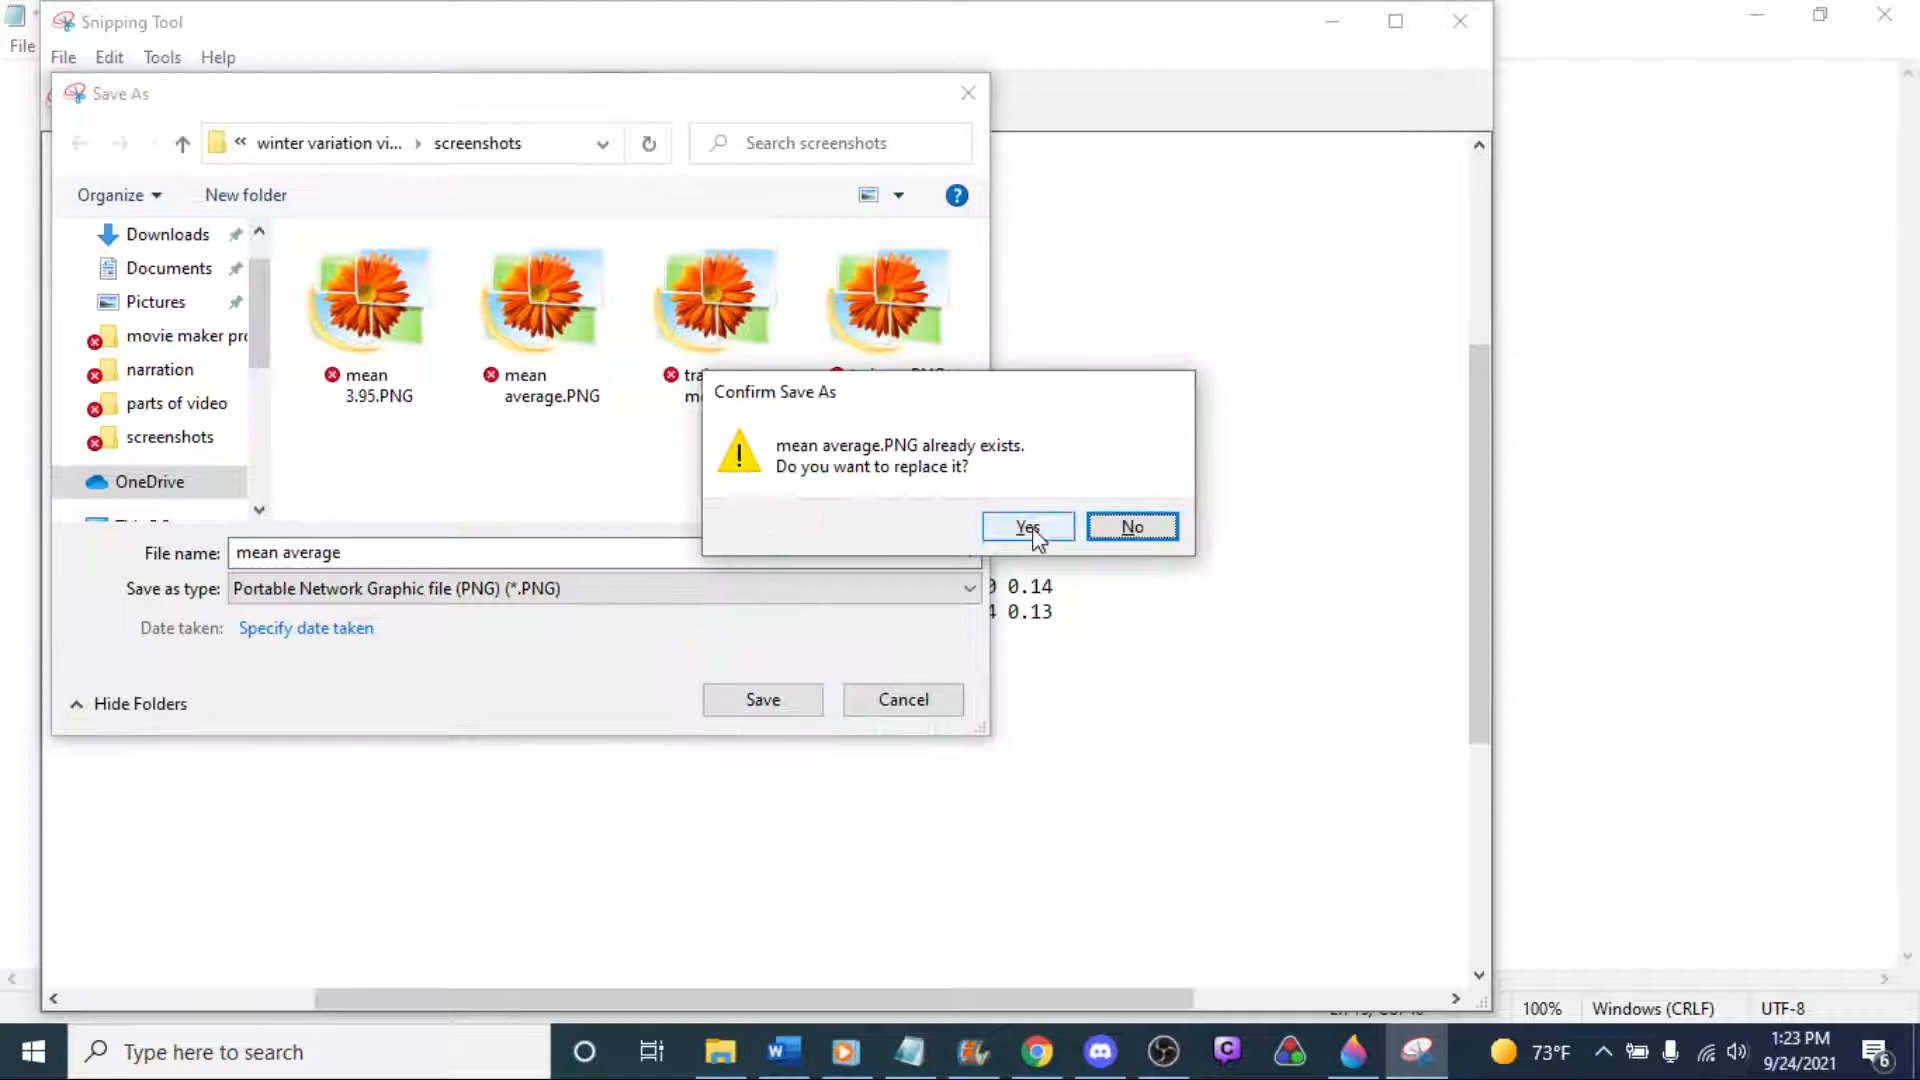 Snipping Tool
File
File Edit Tools Help
Save As
« winter variation vi... › screenshots
Search screenshots
Organize
New folder
Downloads
Documents
Pictures
movie maker pr
narration
parts of video
screenshots
OneDrive
mean
3.95.PNG
mean
average.PNG
Confirm Save As
mean average.PNG already exists.
Do you want to replace it?
Yes
No
File name: mean average
Save as type: Portable Network Graphic file (PNG) (*.PNG)
Date taken: Specify date taken
0.14
0.13
Hide Folders
Save
Cancel
100%
Windows (CRLF)
UTF-8
Type here to search
73°F
1:23 PM
9/24/2021
6